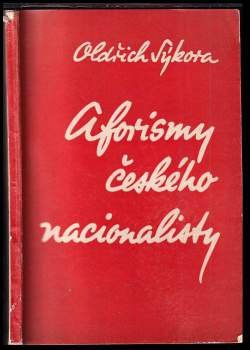 Oldřich Sýkora
Aforismy
českého
nacionalisty